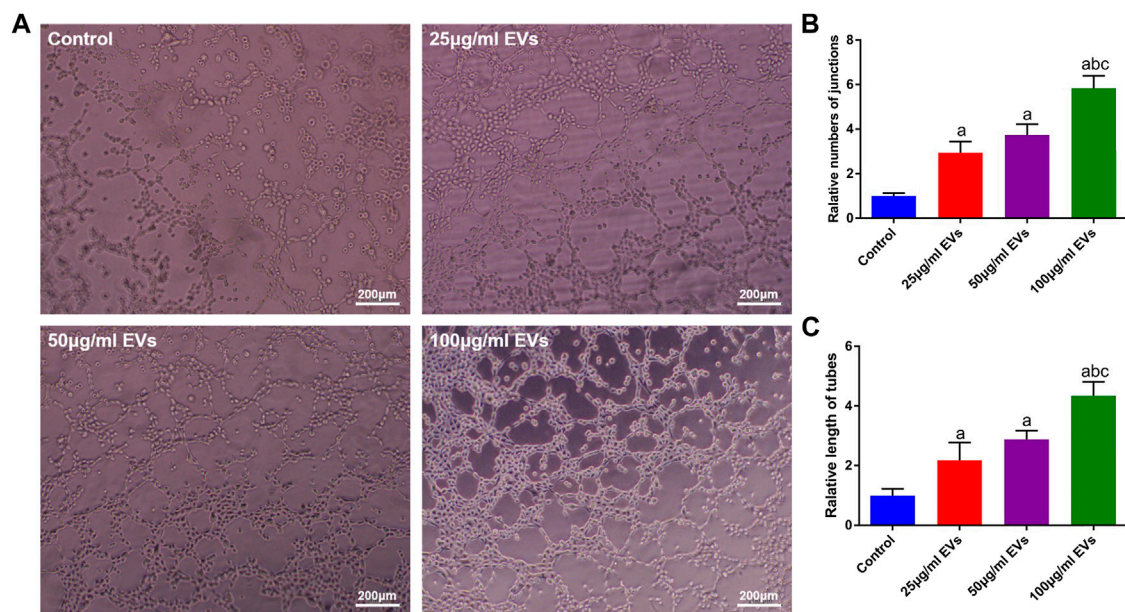 A
Control
200µm
25µg/ml EVs
200µm
50µg/ml EVs
200µm
100µg/ml EVs
200µm
B
Ralative numbers of junctions
8
6
4
2
0
a
a
abc
Control
25µg/ml EVs
50µg/ml EVs
100µg/ml EVs
C
Ralative length of tubes
6
4
2
0
a
a
abc
Control
25µg/ml EVs
50µg/ml EVs
100µg/ml EVs